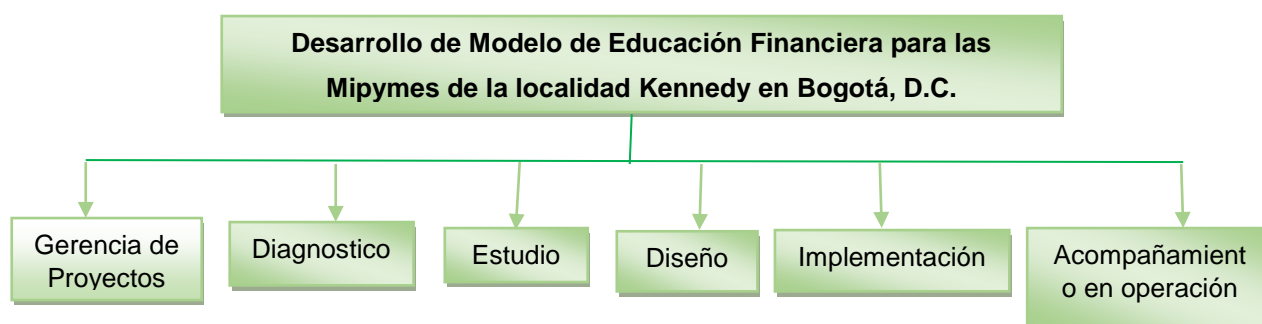 Desarrollo de Modelo de Educación Financiera para las
Mipymes de la localidad Kennedy en Bogotá, D.C.
Gerencia de
Proyectos
Diagnostico
Estudio
Diseño
Implementación
Acompañamient
o en operación